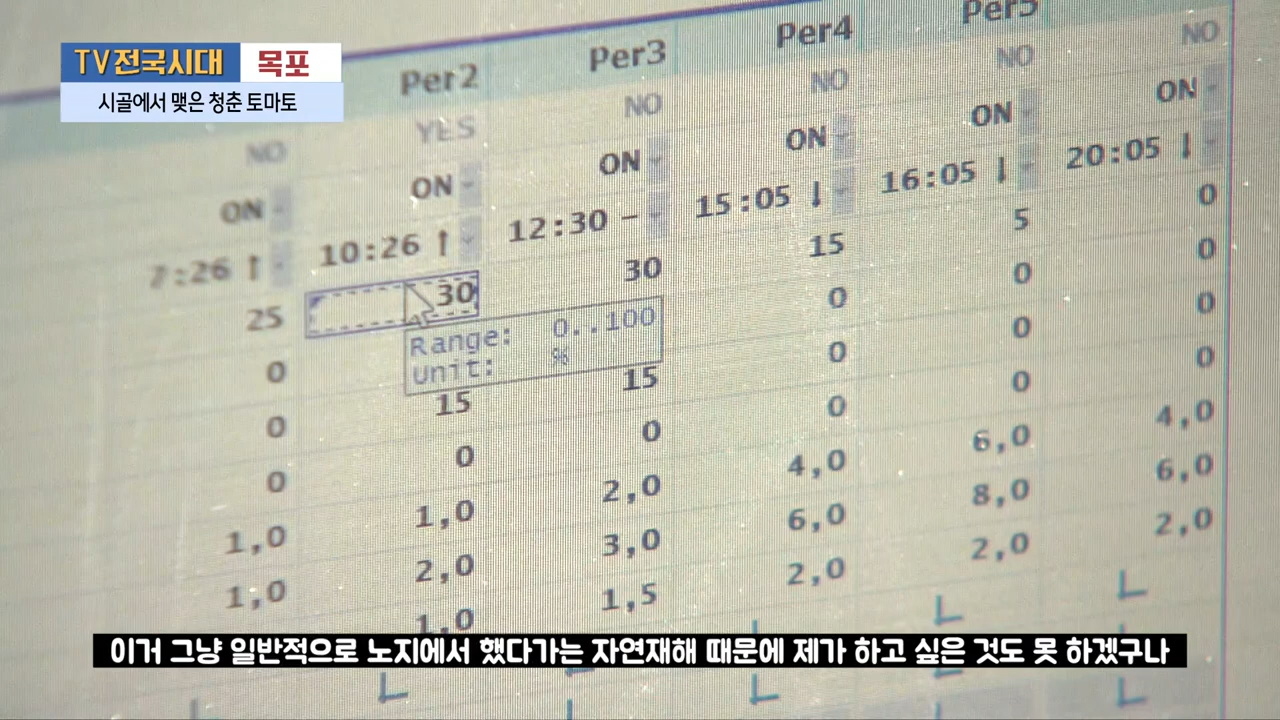 TV전국시대 목포
시골에서 맺은 청춘 토마토
Per2 Per3 Per4 Per5
NO YES NO NO NO NO
ON ON ON ON ON ON
7:26 ↑ 10:26 ↑ 12:30 – 15:05 ↓ 16:05 ↓ 20:05 ↓
25 30 30 15 5 0
Range: 0..100
Unit: %
0 0 0 0
0 15 15 0 0 0
0 0 0 0 0 0
1,0 1,0 2,0 4,0 6,0 4,0
1,0 2,0 3,0 6,0 8,0 6,0
1,0 1,5 2,0 2,0 2,0
이거 그냥 일반적으로 노지에서 했다가는 자연재해 때문에 제가 하고 싶은 것도 못 하겠구나